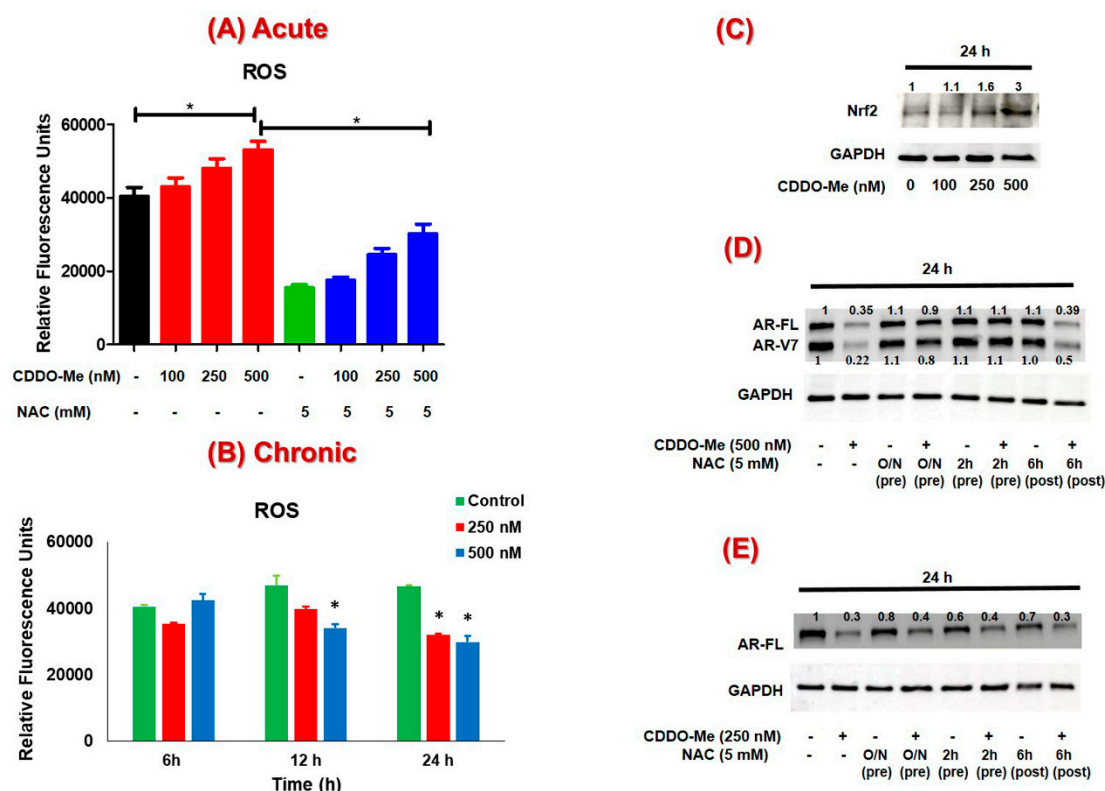 (A) Acute
ROS
*
*
Relative Fluorescence Units
60000
40000
20000
0
CDDO-Me (nM) - 100 250 500 - 100 250 500
NAC (mM) - - - - 5 5 5 5
(B) Chronic
ROS
Control
250 nM
500 nM
Relative Fluorescence Units
60000
40000
20000
0
* * *
6h 12 h 24 h
Time (h)
(C)
24 h
1 1.1 1.6 3
Nrf2
GAPDH
CDDO-Me (nM) 0 100 250 500
(D)
24 h
1 0.35 1.1 0.9 1.1 1.1 1.1 0.39
AR-FL
AR-V7
1 0.22 1.1 0.8 1.1 1.1 1.0 0.5
GAPDH
CDDO-Me (500 nM) - + - + - + - +
NAC (5 mM) - - O/N O/N 2h 2h 6h 6h
(pre) (pre) (pre) (pre) (post) (post)
(E)
24 h
1 0.3 0.8 0.4 0.6 0.4 0.7 0.3
AR-FL
GAPDH
CDDO-Me (250 nM) - + - + - + - +
NAC (5 mM) - - O/N O/N 2h 2h 6h 6h
(pre) (pre) (pre) (pre) (post) (post)